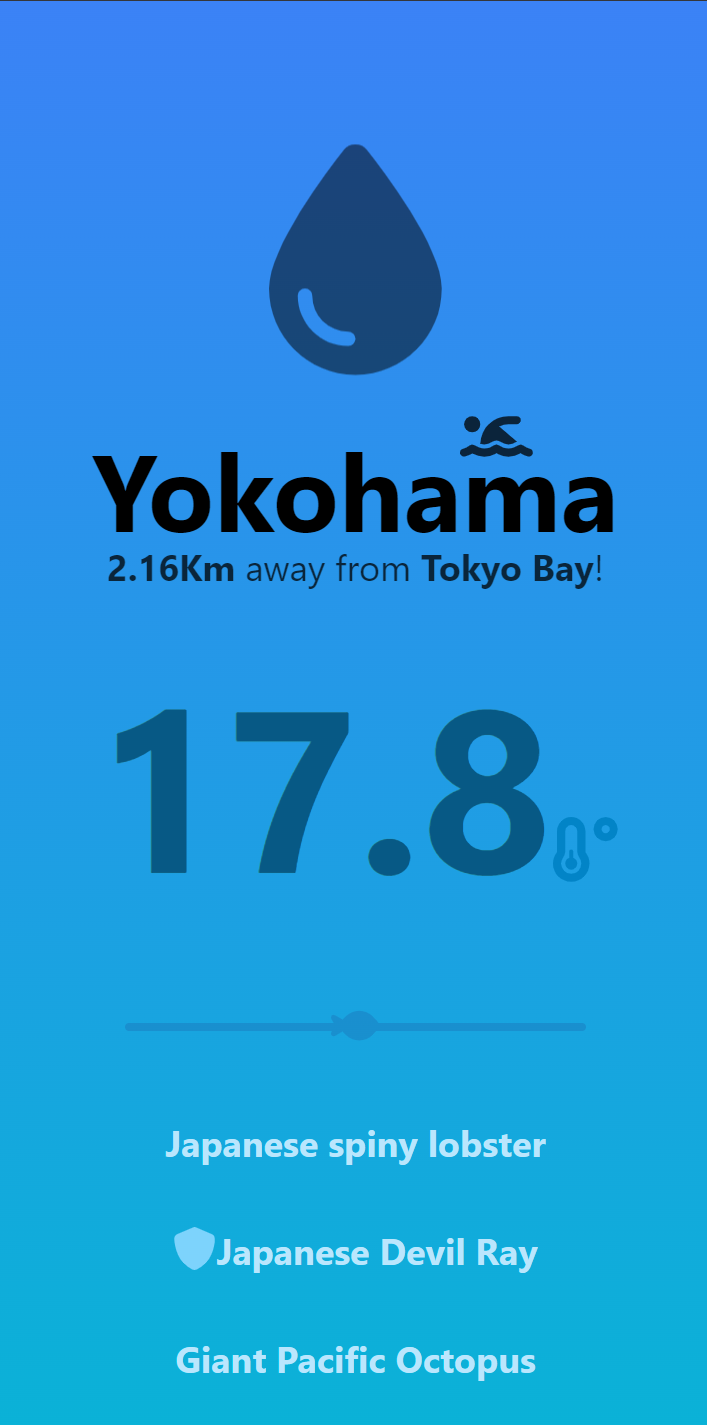 Yokohama
2.16Km away from Tokyo Bay!
17.8
Japanese spiny lobster
Japanese Devil Ray
Giant Pacific Octopus